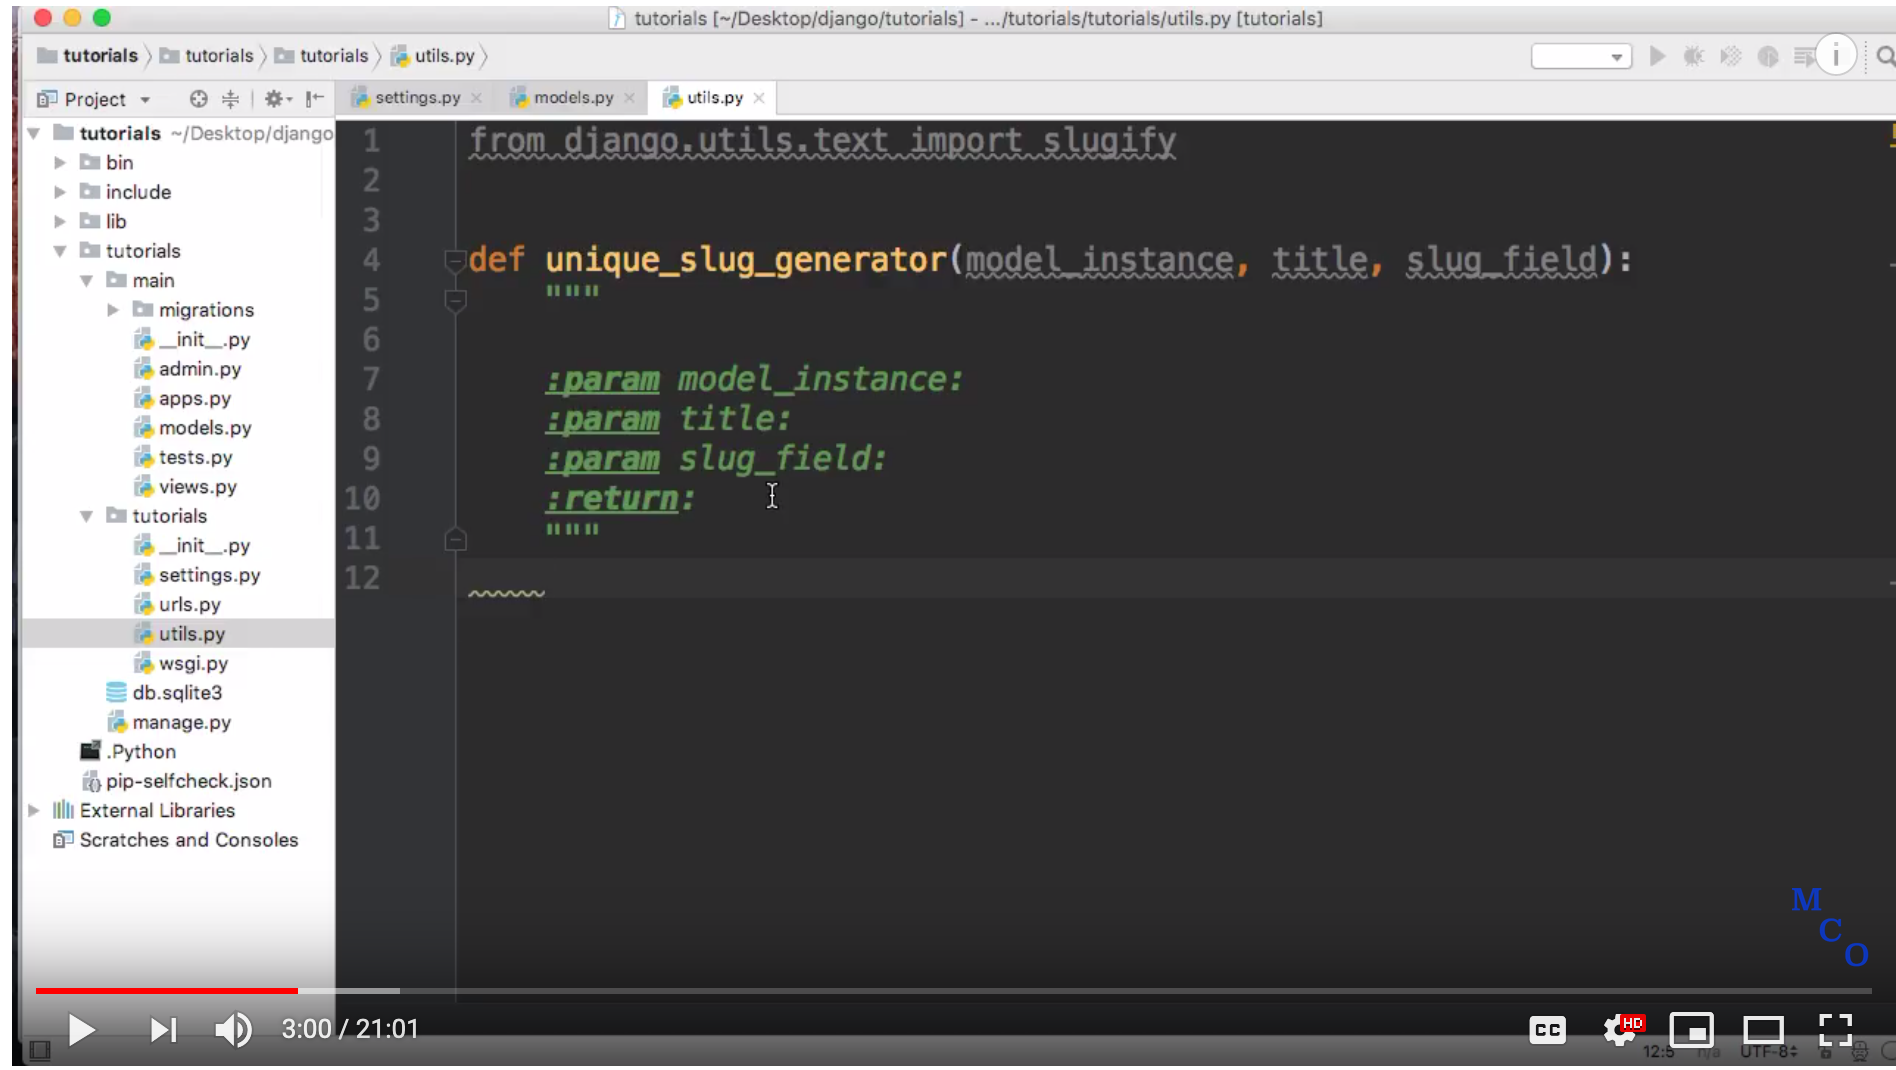 tutorials [~/Desktop/django/tutorials] - .../tutorials/tutorials/utils.py [tutorials]
tutorials tutorials tutorials utils.py
Project
settings.py models.py utils.py
tutorials ~/Desktop/django
bin
include
lib
tutorials
main
migrations
__init__.py
admin.py
apps.py
models.py
tests.py
views.py
tutorials
__init__.py
settings.py
urls.py
utils.py
wsgi.py
db.sqlite3
manage.py
.Python
pip-selfcheck.json
External Libraries
Scratches and Consoles
1 from django.utils.text import slugify
2
3
4 def unique_slug_generator(model_instance, title, slug_field):
5 """
6
7 :param model_instance:
8 :param title:
9 :param slug_field:
10 :return:
11 """
12
M
C
O
3:00 / 21:01
CC HD
12:5 n/a UTF-8